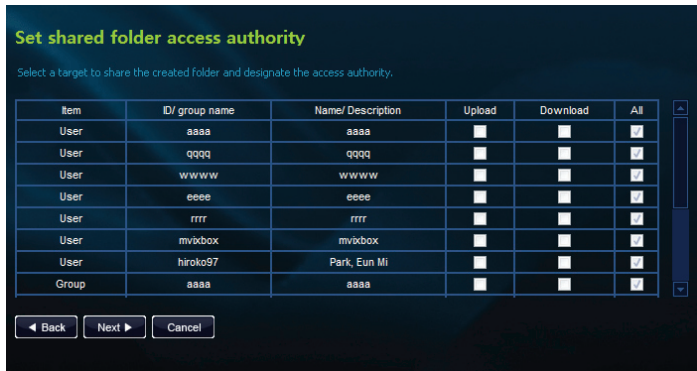 Set shared folder access authority
Select a target to share the created folder and designate the access authority.
Item ID/ group name Name/ Description Upload Download All
User aaaa aaaa
User qqqq qqqq
User wwww wwww
User eeee eeee
User rrrr rrrr
User mvixbox mvixbox
User hiroko97 Park, Eun Mi
Group aaaa aaaa
Back Next Cancel